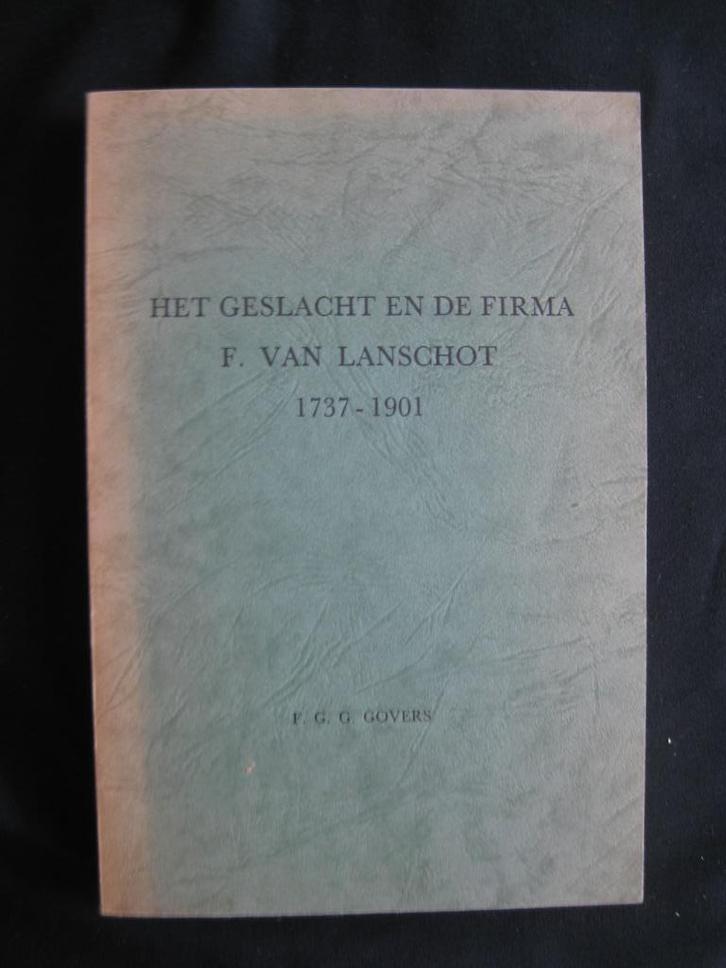 HET GESLACHT EN DE FIRMA
F. VAN LANSCHOT
1737-1901
F. G. G. GOVERS